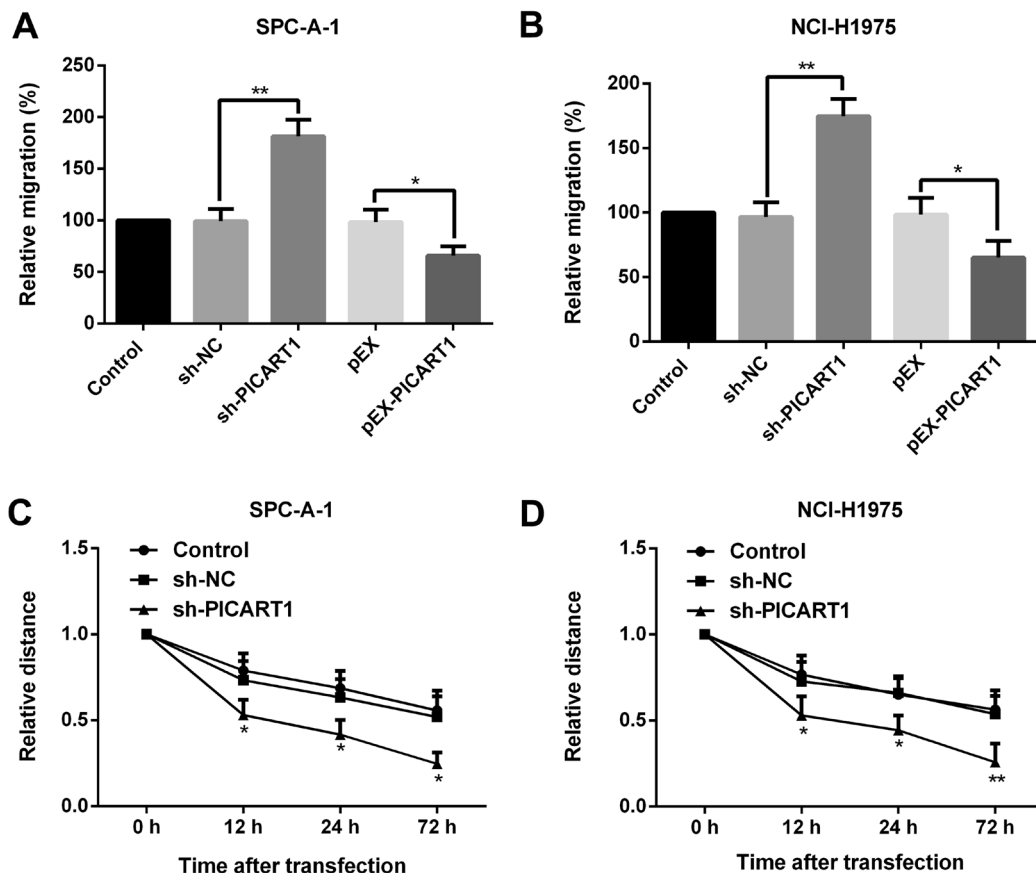 A
SPC-A-1
Relative migration (%)
250
200
150
100
50
0
**
*
Control
sh-NC
sh-PICART1
pEX
pEX-PICART1
B
NCI-H1975
Relative migration (%)
200
150
100
50
0
**
*
Control
sh-NC
sh-PICART1
pEX
pEX-PICART1
C
SPC-A-1
Relative distance
1.5
1.0
0.5
0.0
Control
sh-NC
sh-PICART1
*
*
*
0 h
12 h
24 h
72 h
Time after transfection
D
NCI-H1975
Relative distance
1.5
1.0
0.5
0.0
Control
sh-NC
sh-PICART1
*
*
**
0 h
12 h
24 h
72 h
Time after transfection